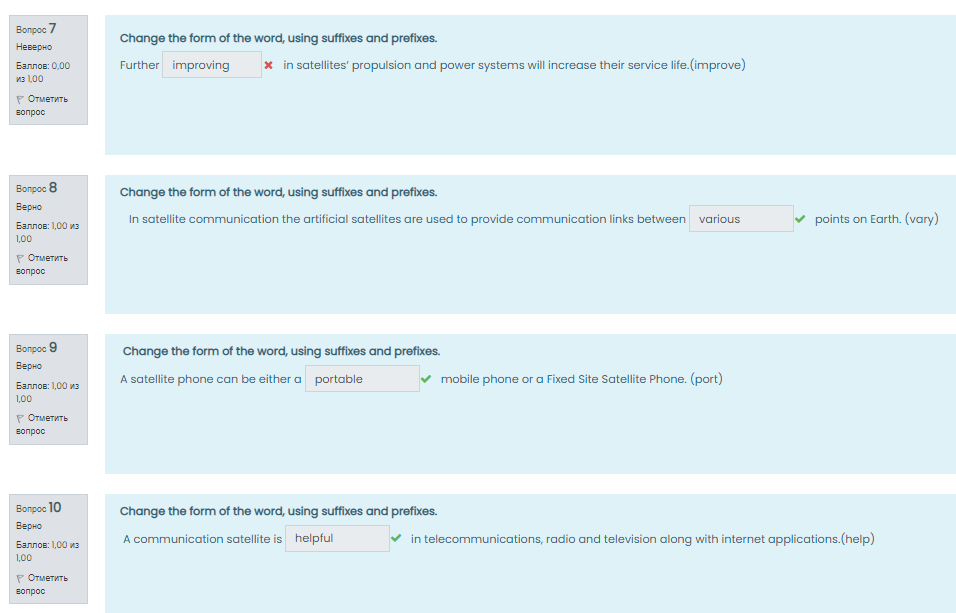 Вопрос 7
Неверно
Баллов: 0,00
из 1,00
Отметить
вопрос
Change the form of the word, using suffixes and prefixes.
Further improving in satellites' propulsion and power systems will increase their service life.(improve)
Вопрос 8
Верно
Баллов: 1,00 из
1,00
Отметить
вопрос
Change the form of the word, using suffixes and prefixes.
In satellite communication the artificial satellites are used to provide communication links between various points on Earth. (vary)
Вопрос 9
Верно
Баллов: 1,00 из
1,00
Отметить
вопрос
Change the form of the word, using suffixes and prefixes.
A satellite phone can be either a portable mobile phone or a Fixed Site Satellite Phone. (port)
Вопрос 10
Верно
Баллов: 1,00 из
1,00
Отметить
вопрос
Change the form of the word, using suffixes and prefixes.
A communication satellite is helpful in telecommunications, radio and television along with internet applications.(help)